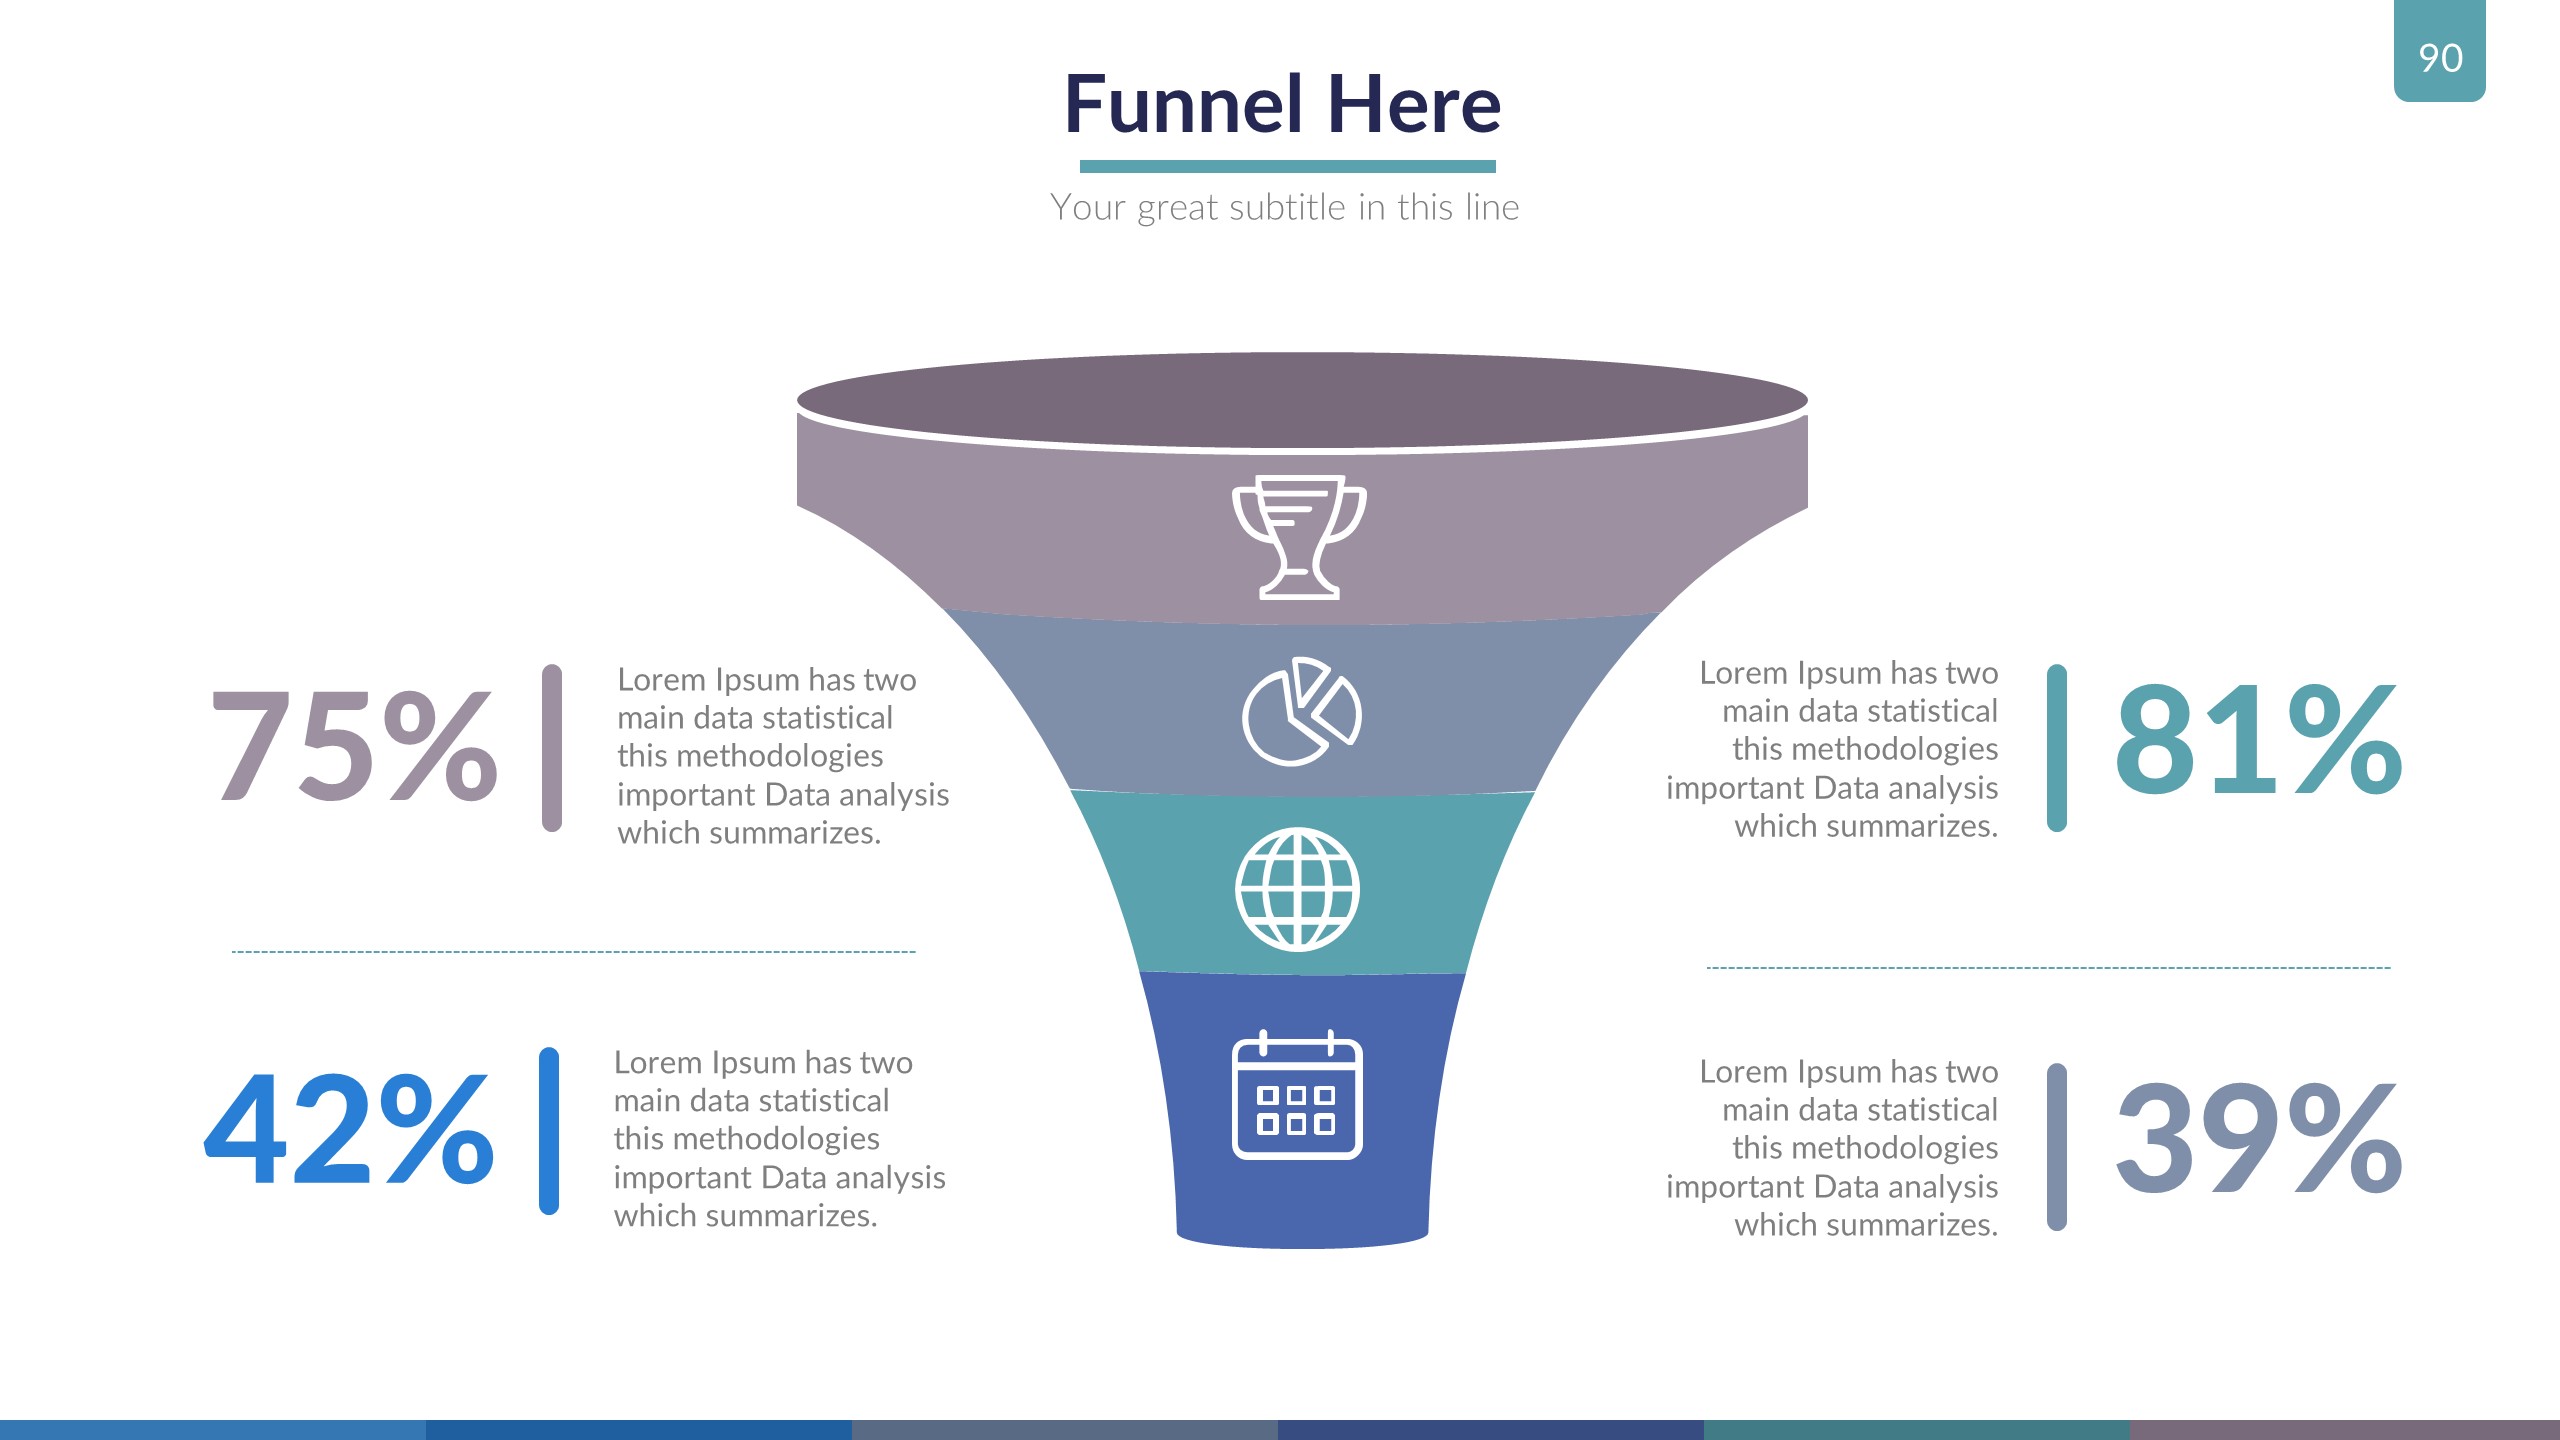 90
Funnel Here
Your great subtitle in this line
75%
Lorem Ipsum has two
main data statistical
this methodologies
important Data analysis
which summarizes.
42%
Lorem Ipsum has two
main data statistical
this methodologies
important Data analysis
which summarizes.
Lorem Ipsum has two
main data statistical
this methodologies
important Data analysis
which summarizes.
81%
Lorem Ipsum has two
main data statistical
this methodologies
important Data analysis
which summarizes.
39%